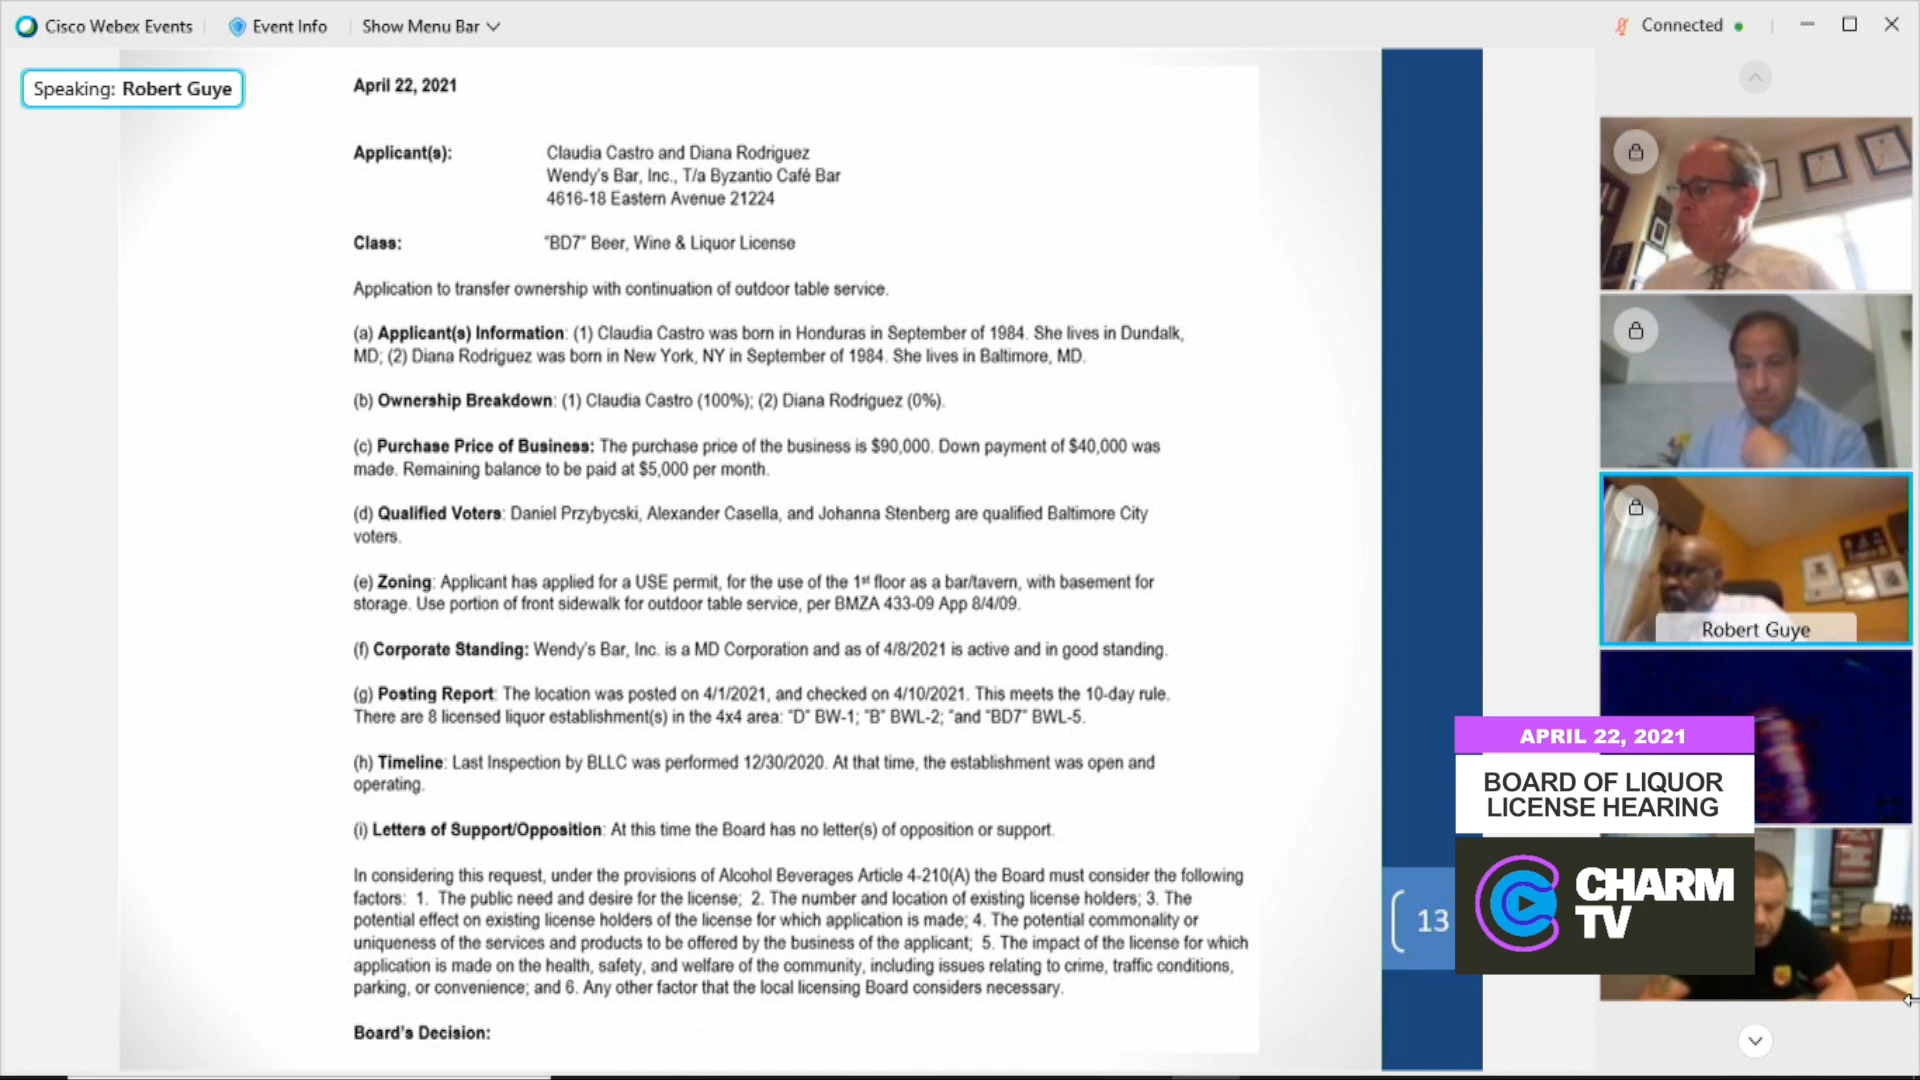 Cisco Webex Events
Event Info
Show Menu Bar
Connected
Speaking: Robert Guye
April 22, 2021
Applicant(s):
Claudia Castro and Diana Rodriguez
Wendy's Bar, Inc., T/a Byzantio Café Bar
4616-18 Eastern Avenue 21224
Class:
"BD7" Beer, Wine & Liquor License
Application to transfer ownership with continuation of outdoor table service.
(a) Applicant(s) Information: (1) Claudia Castro was born in Honduras in September of 1984. She lives in Dundalk,
MD; (2) Diana Rodriguez was born in New York, NY in September of 1984. She lives in Baltimore, MD.
(b) Ownership Breakdown: (1) Claudia Castro (100%); (2) Diana Rodriguez (0%).
(c) Purchase Price of Business: The purchase price of the business is $90,000. Down payment of $40,000 was
made. Remaining balance to be paid at $5,000 per month.
(d) Qualified Voters: Daniel Przybycski, Alexander Casella, and Johanna Stenberg are qualified Baltimore City
voters.
(e) Zoning: Applicant has applied for a USE permit, for the use of the 1st floor as a bar/tavern, with basement for
storage. Use portion of front sidewalk for outdoor table service, per BMZA 433-09 App 8/4/09.
(f) Corporate Standing: Wendy's Bar, Inc. is a MD Corporation and as of 4/8/2021 is active and in good standing.
(g) Posting Report: The location was posted on 4/1/2021, and checked on 4/10/2021. This meets the 10-day rule.
There are 8 licensed liquor establishment(s) in the 4x4 area: "D" BW-1; "B" BWL-2; "and "BD7" BWL-5.
(h) Timeline: Last Inspection by BLLC was performed 12/30/2020. At that time, the establishment was open and
operating.
(i) Letters of Support/Opposition: At this time the Board has no letter(s) of opposition or support.
In considering this request, under the provisions of Alcohol Beverages Article 4-210(A) the Board must consider the following
factors: 1. The public need and desire for the license; 2. The number and location of existing license holders; 3. The
potential effect on existing license holders of the license for which application is made; 4. The potential commonality or
uniqueness of the services and products to be offered by the business of the applicant; 5. The impact of the license for which
application is made on the health, safety, and welfare of the community, including issues relating to crime, traffic conditions,
parking, or convenience; and 6. Any other factor that the local licensing Board considers necessary.
Board's Decision:
13
Robert Guye
APRIL 22, 2021
BOARD OF LIQUOR
LICENSE HEARING
CHARM
TV